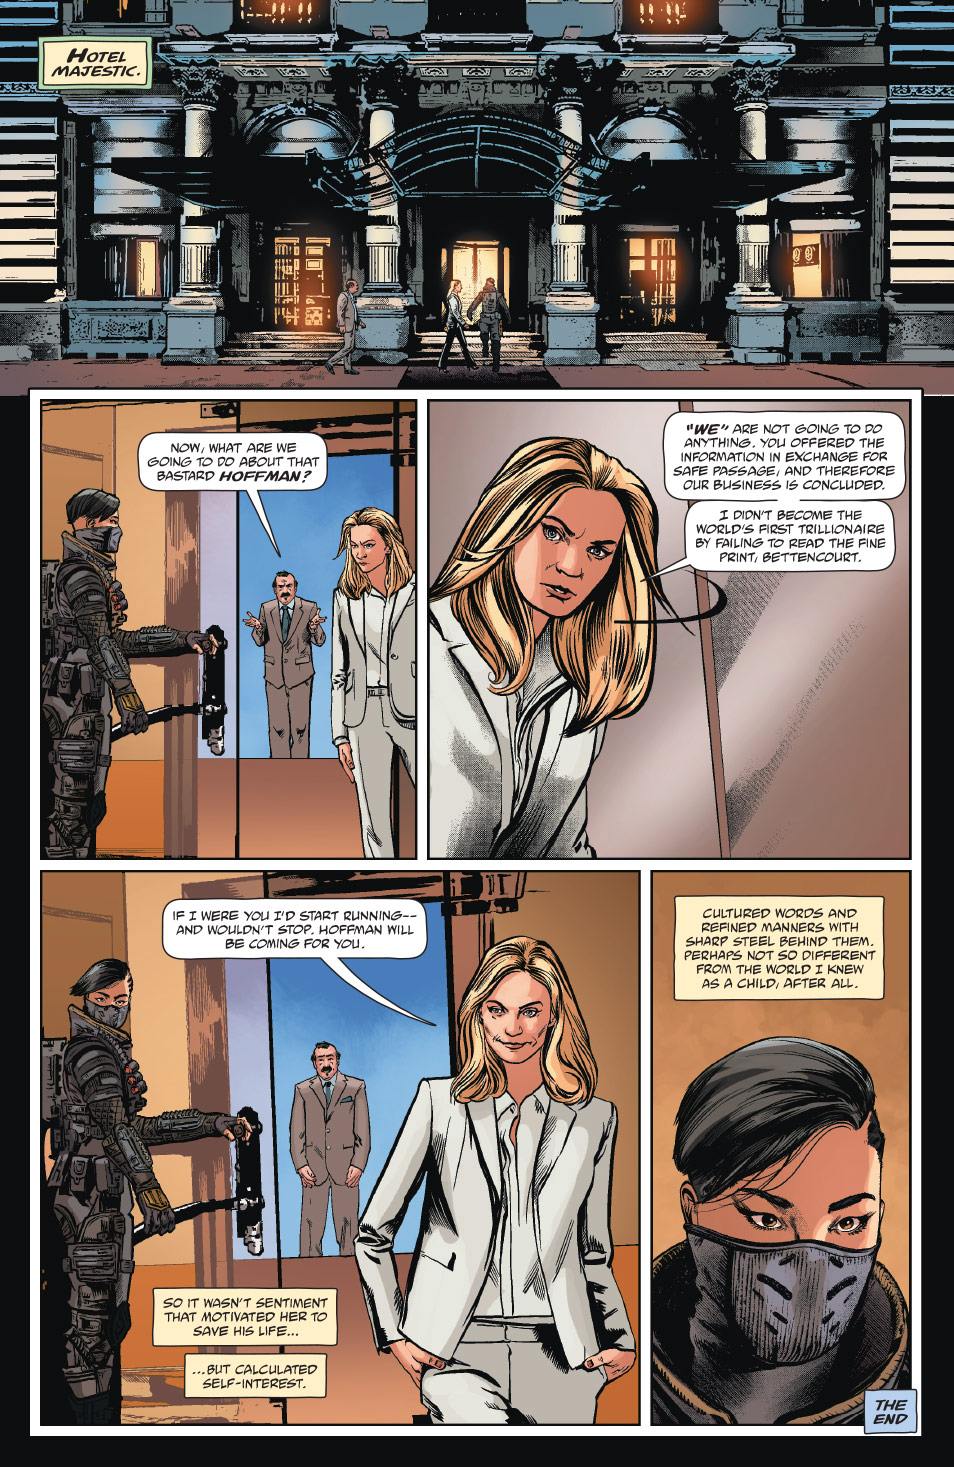 HOTEL
MAJESTIC.
NOW, WHAT ARE WE
GOING TO DO ABOUT THAT
BASTARD HOFFMAN?
"WE" ARE NOT GOING TO DO
ANYTHING. YOU OFFERED THE
INFORMATION IN EXCHANGE FOR
SAFE PASSAGE, AND THEREFORE
OUR BUSINESS IS CONCLUDED.
I DIDN'T BECOME THE
WORLD'S FIRST TRILLIONAIRE
BY FAILING TO READ THE FINE
PRINT, BETTENCOURT.
IF I WERE YOU I'D START RUNNING--
AND WOULDN'T STOP. HOFFMAN WILL
BE COMING FOR YOU.
SO IT WASN'T SENTIMENT
THAT MOTIVATED HER TO
SAVE HIS LIFE...
...BUT CALCULATED
SELF-INTEREST.
CULTURED WORDS AND
REFINED MANNERS WITH
SHARP STEEL BEHIND THEM.
PERHAPS NOT SO DIFFERENT
FROM THE WORLD I KNEW
AS A CHILD, AFTER ALL.
THE
END